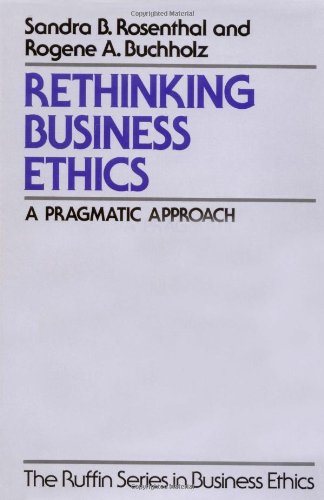 Sandra B. Rosenthal and
Rogene A. Buchholz
RETHINKING
BUSINESS
ETHICS
A PRAGMATIC APPROACH
The Ruffin Series in Business Ethics